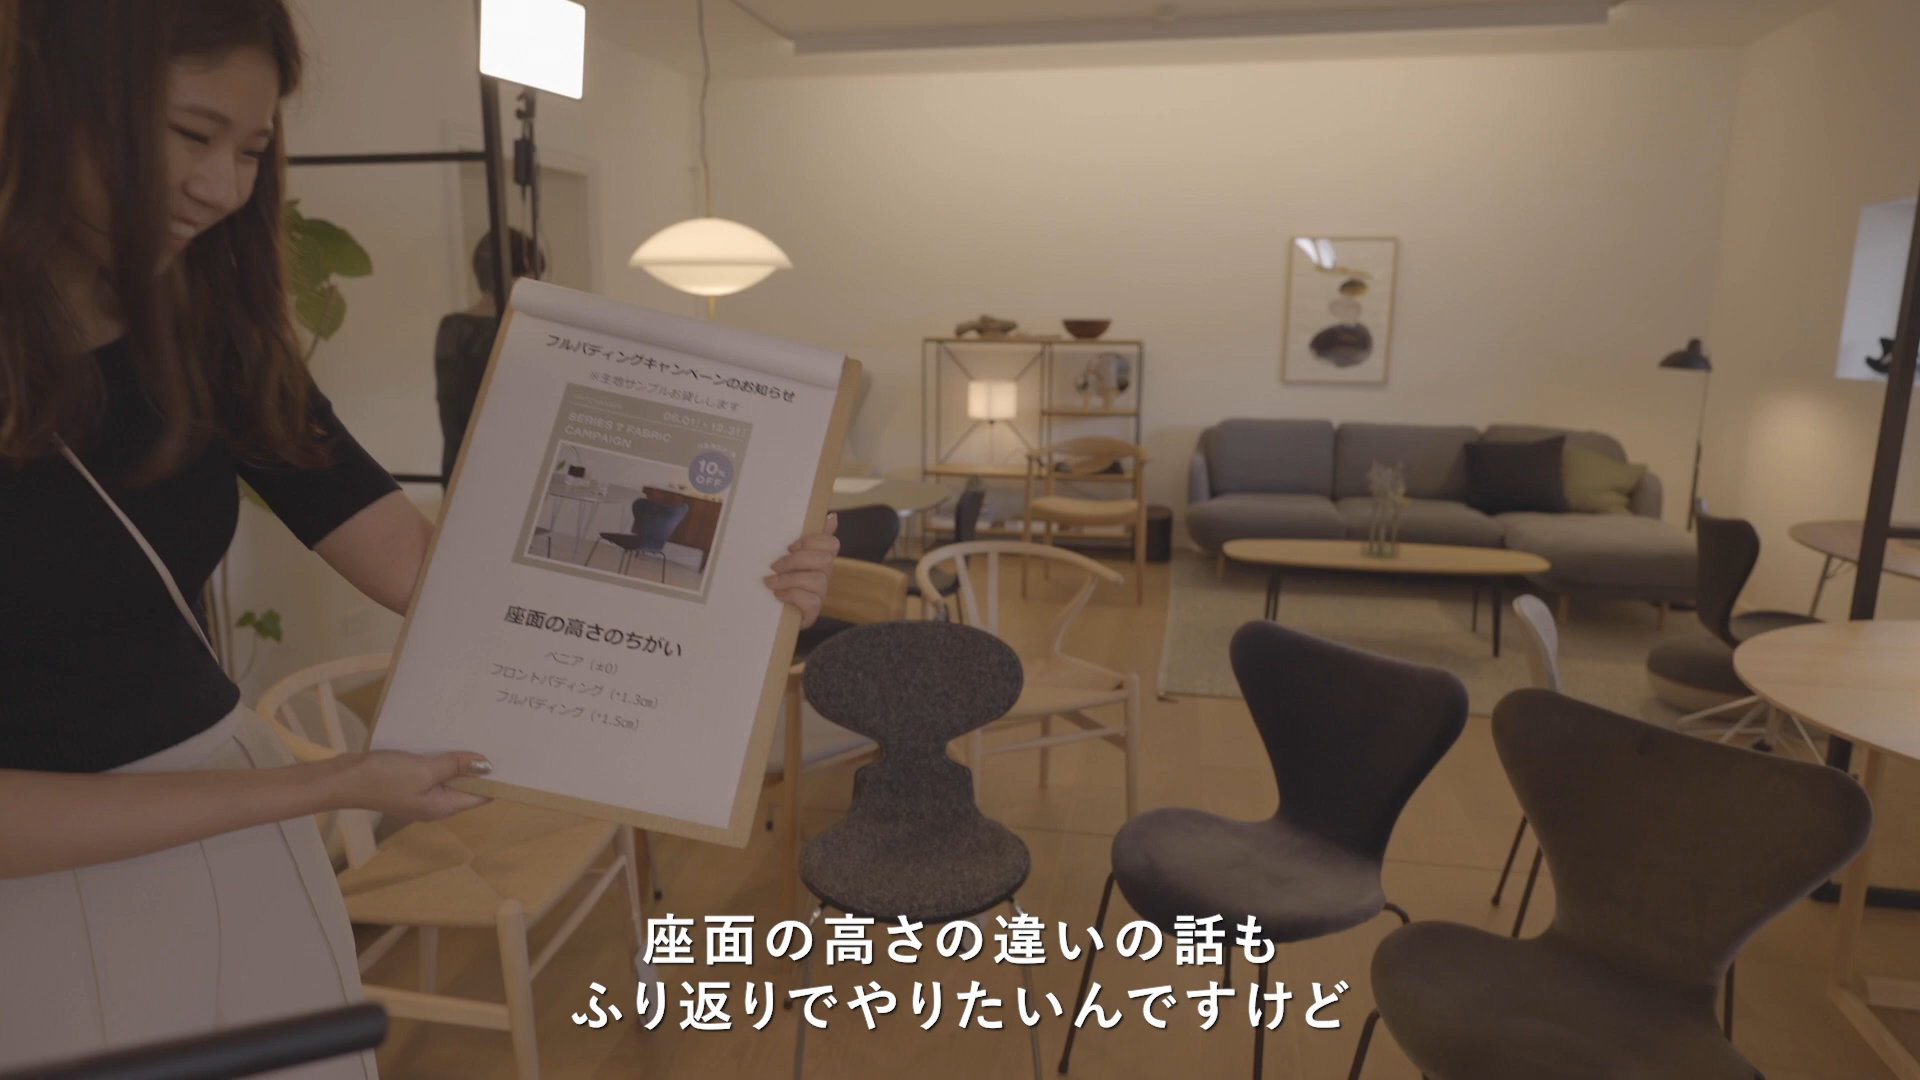 フルパディングキャンペーンのお知らせ
※生地サンプルお貸しします
06.01 - 12.31
SERIES 7 FABRIC
CAMPAIGN
10%
OFF
座面の高さのちがい
ベニア (±0)
フロントパディング (+1.3㎝)
フルパディング (+1.5㎝)
座面の高さの違いの話も
ふり返りでやりたいんですけど